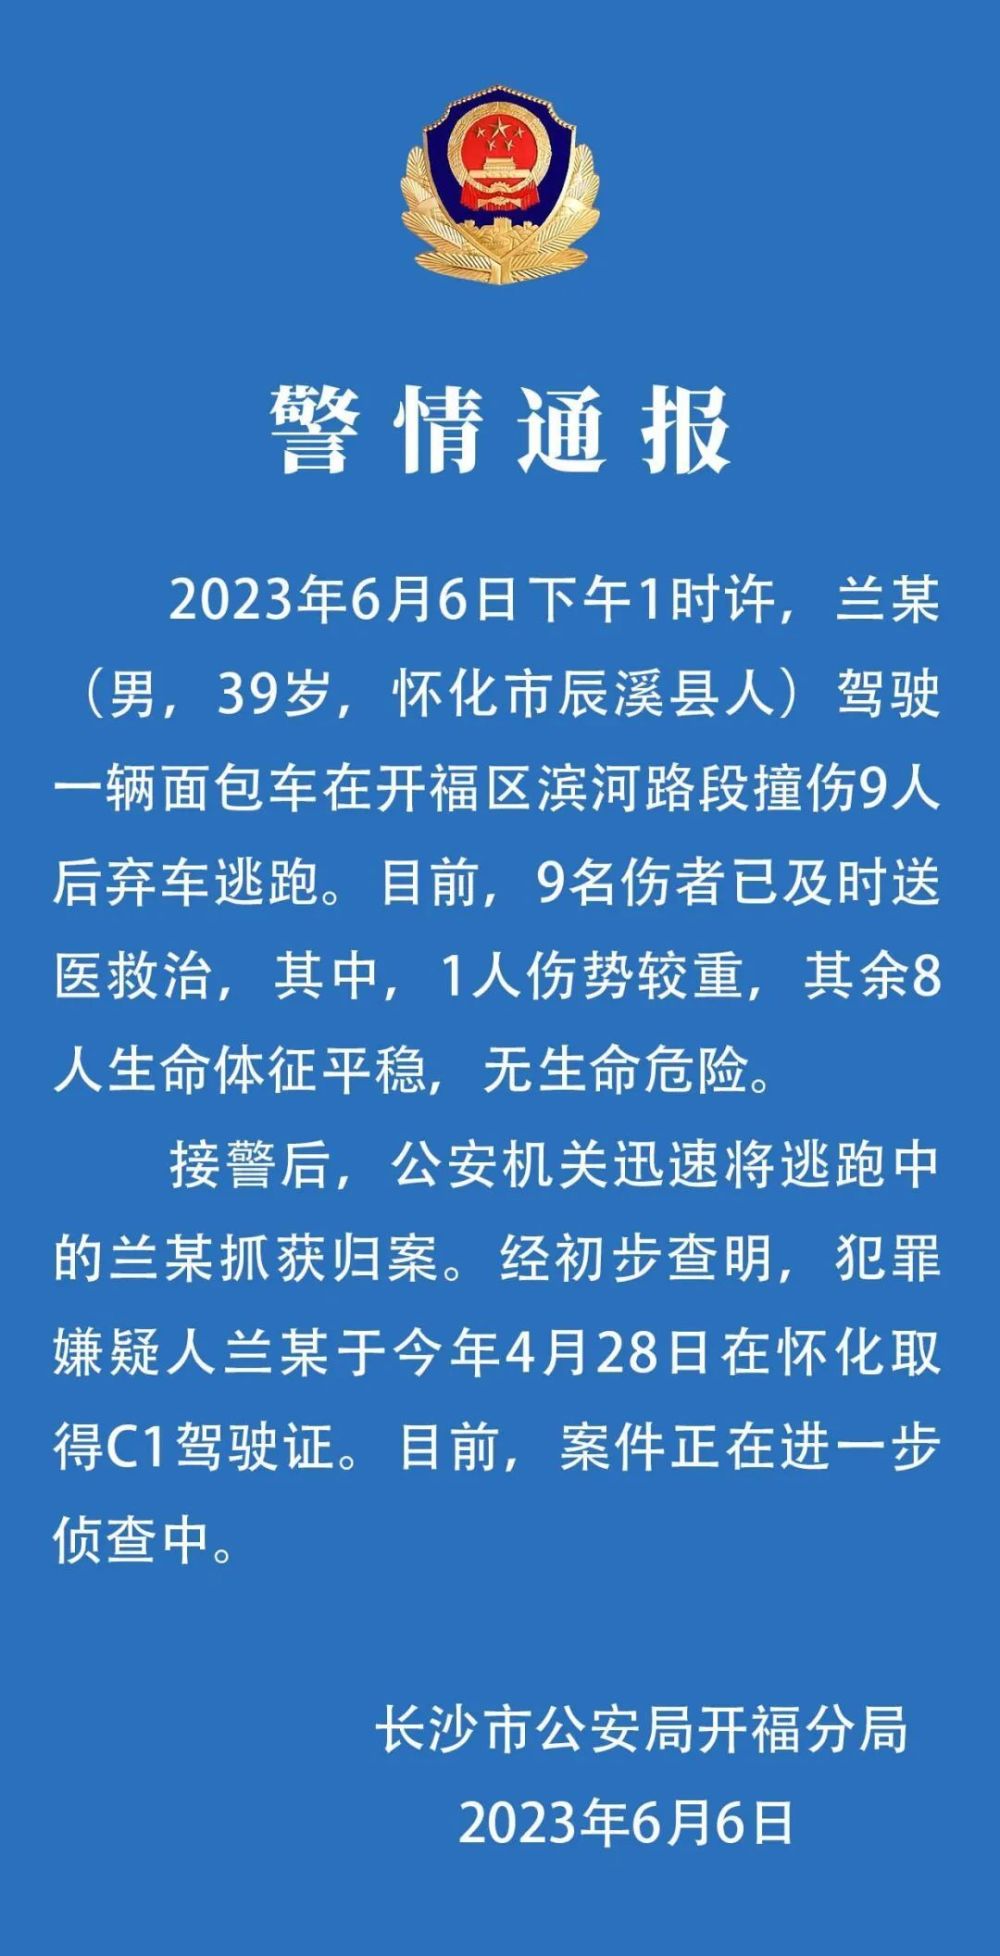 警情通报
2023年6月6日下午1时许，兰某
（男，39岁，怀化市辰溪县人）驾驶
一辆面包车在开福区滨河路段撞伤9人
后弃车逃跑。目前，9名伤者已及时送
医救治，其中，1人伤势较重，其余8
人生命体征平稳，无生命危险。
接警后，公安机关迅速将逃跑中
的兰某抓获归案。经初步查明，犯罪
嫌疑人兰某于今年4月28日在怀化取
得C1驾驶证。目前，案件正在进一步
侦查中。
长沙市公安局开福分局
2023年6月6日